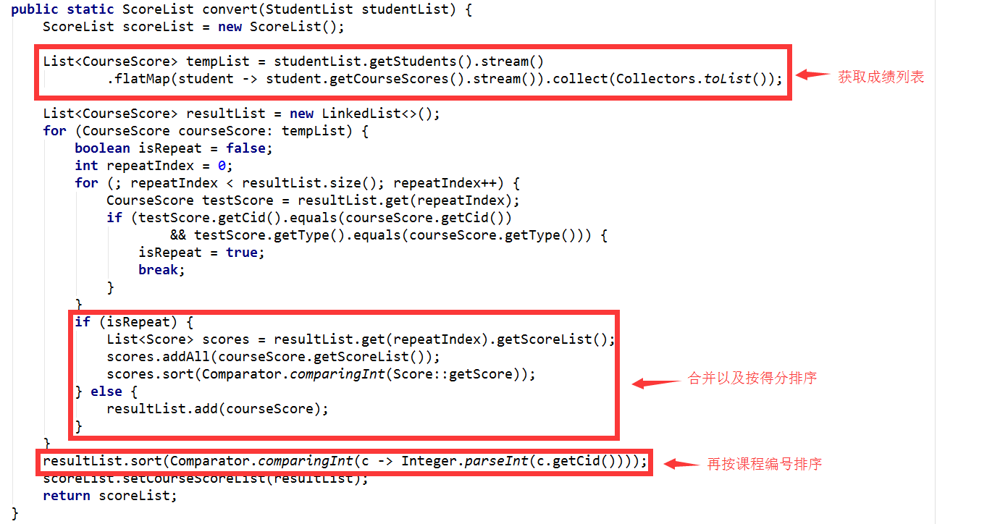 public static ScoreList convert(StudentList studentList) {
ScoreList scoreList = new ScoreList();
List<CourseScore> tempList = studentList.getStudents().stream()
.flatMap(student -> student.getCourseScores().stream()).collect(Collectors.toList());
获取成绩列表
List<CourseScore> resultList = new LinkedList<>();
for (CourseScore courseScore: tempList) {
boolean isRepeat = false;
int repeatIndex = 0;
for (; repeatIndex < resultList.size(); repeatIndex++) {
CourseScore testScore = resultList.get(repeatIndex);
if (testScore.getCid().equals(courseScore.getCid())
&& testScore.getType().equals(courseScore.getType())) {
isRepeat = true;
break;
}
}
if (isRepeat) {
List<Score> scores = resultList.get(repeatIndex).getScoreList();
scores.addAll(courseScore.getScoreList());
scores.sort(Comparator.comparingInt(Score::getScore));
合并以及按得分排序
} else {
resultList.add(courseScore);
}
}
resultList.sort(Comparator.comparingInt(c -> Integer.parseInt(c.getCid())));
再按课程编号排序
scoreList.setCourseScoreList(resultList);
return scoreList;
}